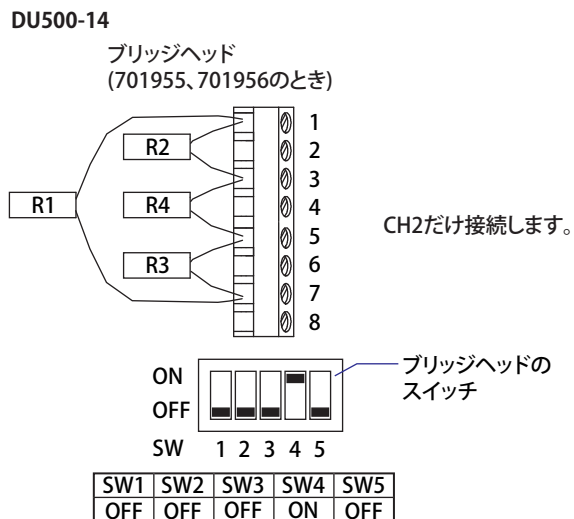 DU500-14
ブリッジヘッド
(701955、701956のとき)
1
R2
2
3
R1
R4
4
CH2だけ接続します。
5
R3
6
7
8
ON
ブリッジヘッドの
スイッチ
OFF
SW 1 2 3 4 5
SW1 SW2 SW3 SW4 SW5
OFF OFF OFF ON OFF